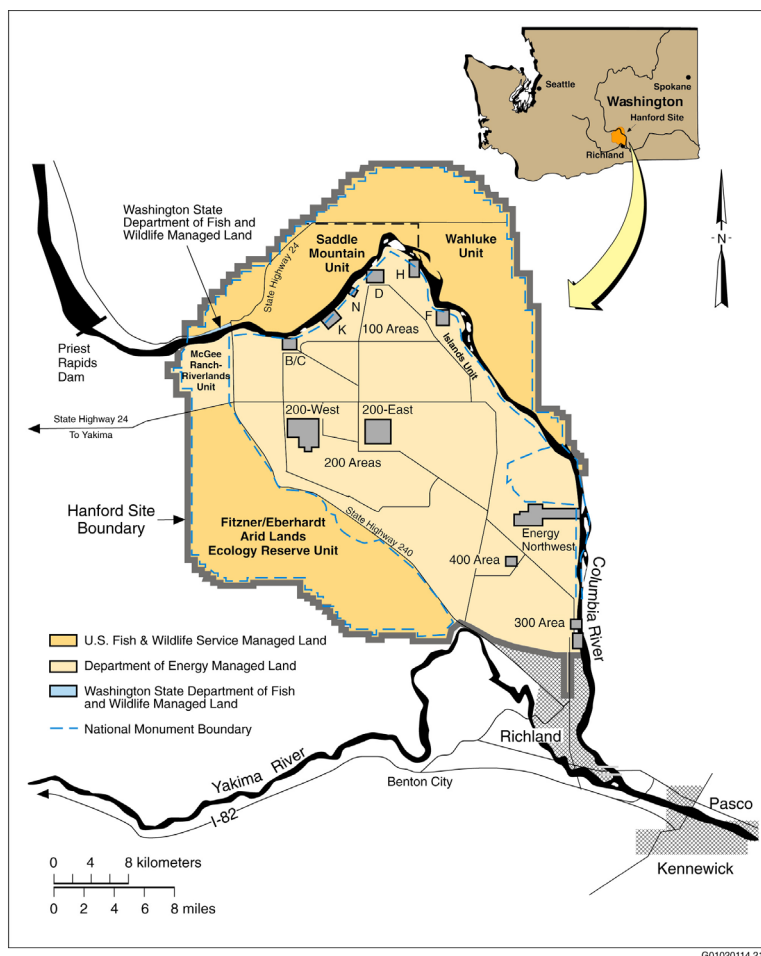 Seattle
Spokane
Washington
Hanford Site
Richland
N
Washington State
Department of Fish and
Wildlife Managed Land
State Highway 24
Saddle
Mountain
Unit
Wahluke
Unit
H
D
N
K
F
100 Areas
B/C
Islands Unit
Priest
Rapids
Dam
McGee
Ranch-
Riverlands
Unit
State Highway 24
To Yakima
200-West
200-East
200 Areas
Hanford Site
Boundary
Fitzner/Eberhardt
Arid Lands
Ecology Reserve Unit
State Highway 240
Energy
Northwest
400 Area
300 Area
Columbia River
U.S. Fish & Wildlife Service Managed Land
Department of Energy Managed Land
Washington State Department of Fish
and Wildlife Managed Land
National Monument Boundary
Richland
Yakima River
Benton City
I-82
Pasco
Kennewick
0 4 8 kilometers
0 2 4 6 8 miles